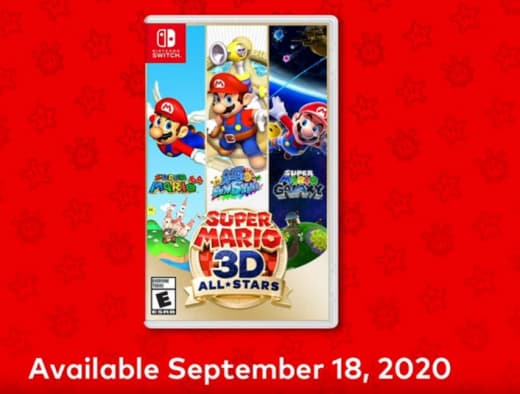 NINTENDO
SWITCH
SUPER
MARIO 64
SUPER MARIO
SUNSHINE
SUPER
MARIO
GALAXY
SUPER
MARIO
3D
ALL★STARS
EVERYONE
E
ESRB
Available September 18, 2020